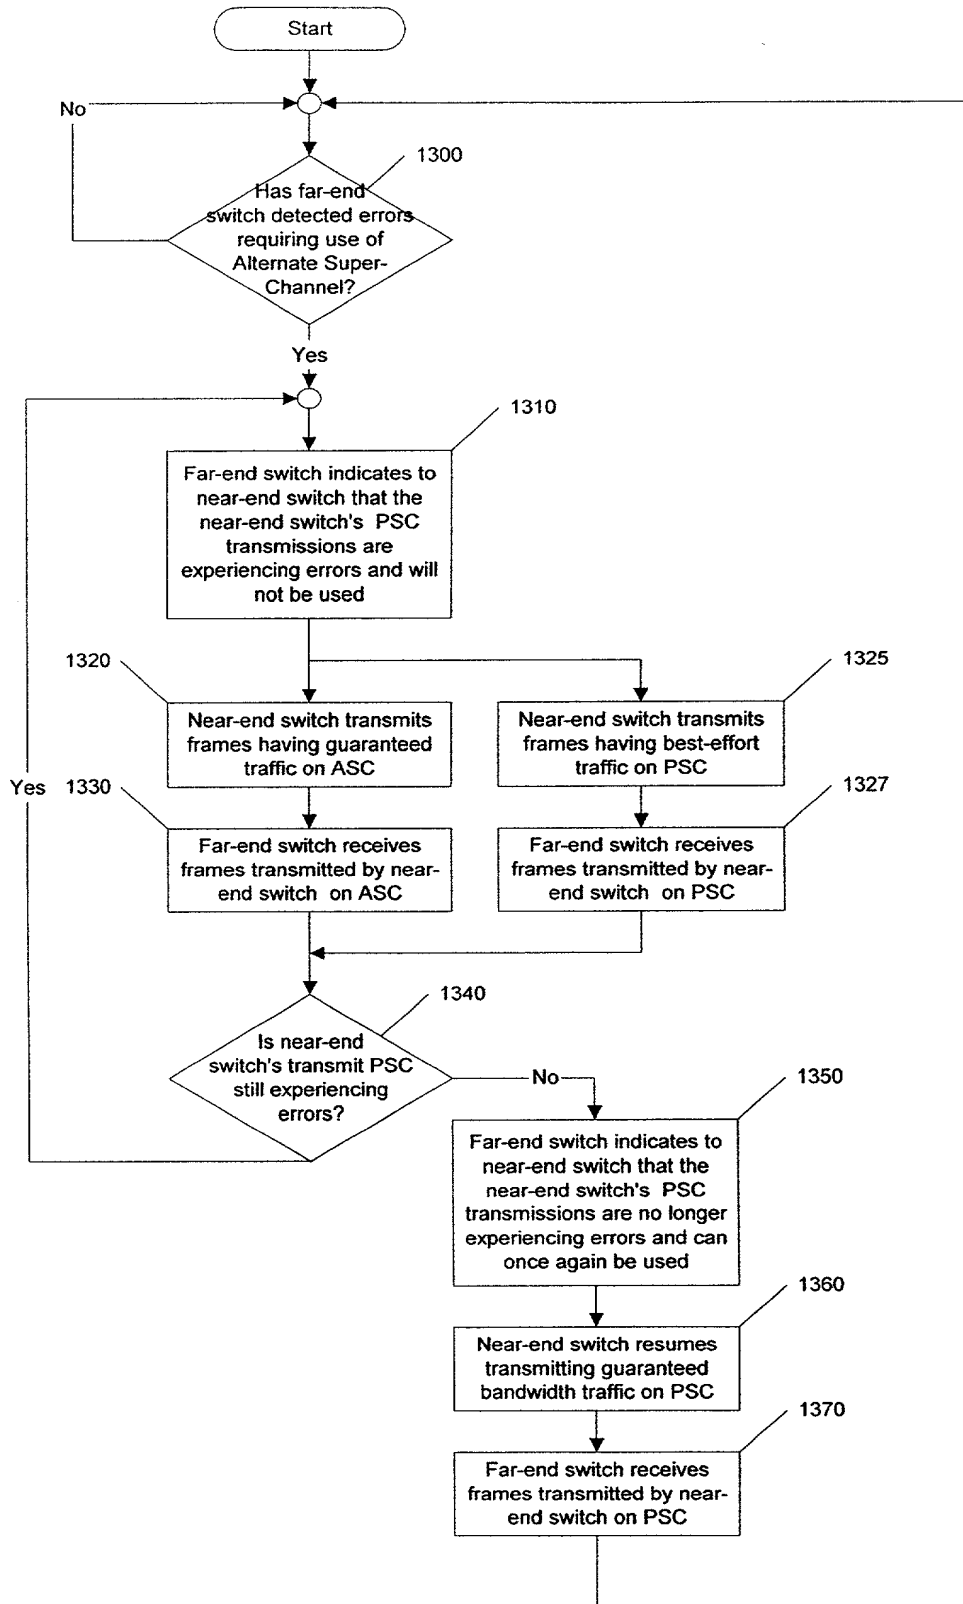 Start
No
1300
Has far-end
switch detected errors
requiring use of
Alternate Super-
Channel?
Yes
1310
Far-end switch indicates to
near-end switch that the
near-end switch's PSC
transmissions are
experiencing errors and will
not be used
1320
1325
Near-end switch transmits
frames having guaranteed
traffic on ASC
Near-end switch transmits
frames having best-effort
traffic on PSC
Yes
1330
1327
Far-end switch receives
frames transmitted by near-
end switch on ASC
Far-end switch receives
frames transmitted by near-
end switch on PSC
1340
Is near-end
switch's transmit PSC
still experiencing
errors?
No
1350
Far-end switch indicates to
near-end switch that the
near-end switch's PSC
transmissions are no longer
experiencing errors and can
once again be used
1360
Near-end switch resumes
transmitting guaranteed
bandwidth traffic on PSC
1370
Far-end switch receives
frames transmitted by near-
end switch on PSC